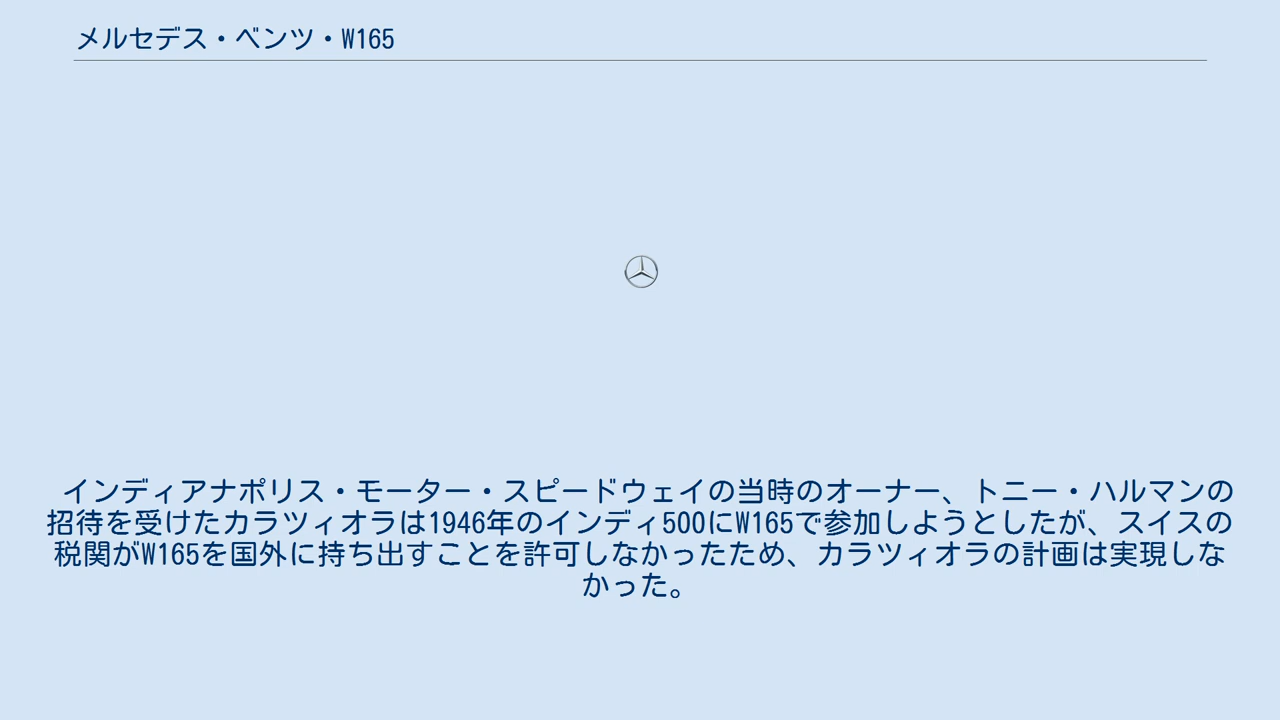 メルセデス・ベンツ・W165
インディアナポリス・モーター・スピードウェイの当時のオーナー、トニー・ハルマンの
招待を受けたカラツィオラは1946年のインディ500にW165で参加しようとしたが、スイスの
税関がW165を国外に持ち出すことを許可しなかったため、カラツィオラの計画は実現しな
かった。